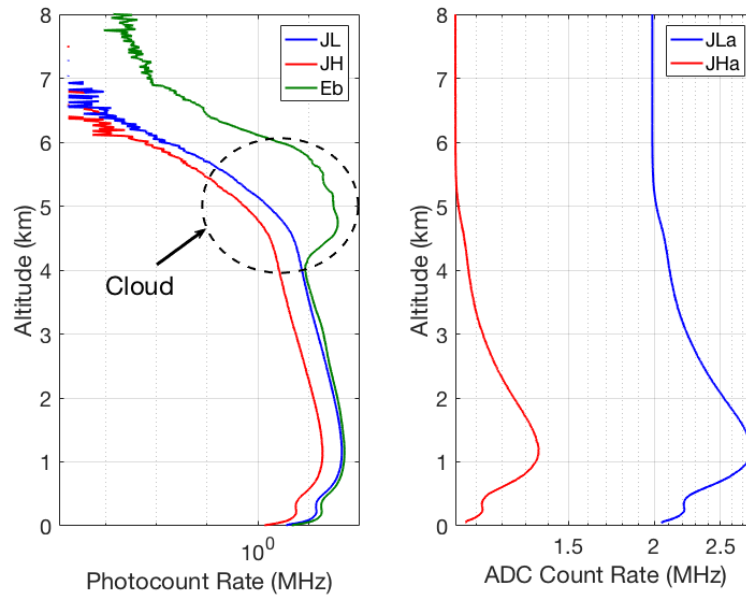 8
7
6
5
4
3
2
1
0
Altitude (km)
JL
JH
Eb
Cloud
10^0
Photocount Rate (MHz)
8
7
6
5
4
3
2
1
0
Altitude (km)
JLa
JHa
1.5
2
2.5
ADC Count Rate (MHz)